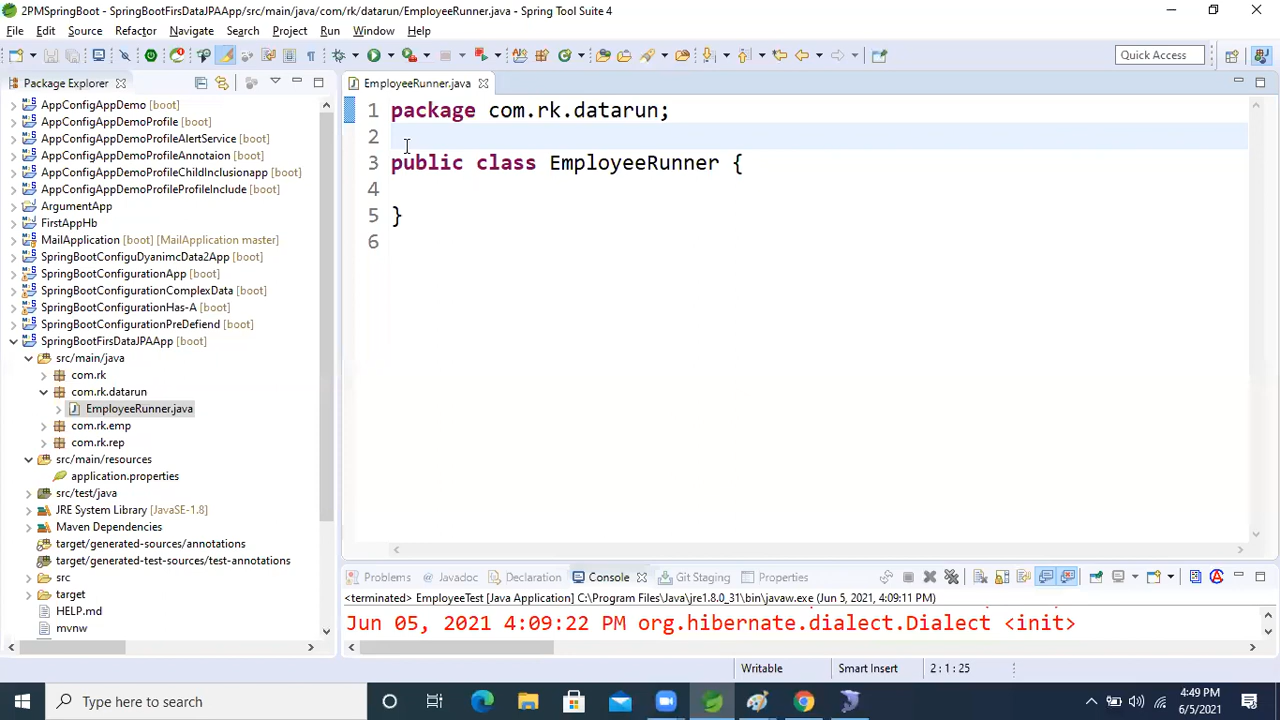 2PMSpringBoot - SpringBootFirsDataJPAApp/src/main/java/com/rk/datarun/EmployeeRunner.java - Spring Tool Suite 4
File Edit Source Refactor Navigate Search Project Run Window Help
Quick Access
Package Explorer
EmployeeRunner.java
AppConfigAppDemo [boot]
AppConfigAppDemoProfile [boot]
AppConfigAppDemoProfileAlertService [boot]
AppConfigAppDemoProfileAnnotaion [boot]
AppConfigAppDemoProfileChildInclusionapp [boot]
AppConfigAppDemoProfileProfileInclude [boot]
ArgumentApp
FirstAppHb
MailApplication [boot] [MailApplication master]
SpringBootConfiguDyanimcData2App [boot]
SpringBootConfigurationApp [boot]
SpringBootConfigurationComplexData [boot]
SpringBootConfigurationHas-A [boot]
SpringBootConfigurationPreDefiend [boot]
SpringBootFirsDataJPAApp [boot]
src/main/java
com.rk
com.rk.datarun
EmployeeRunner.java
com.rk.emp
com.rk.rep
src/main/resources
application.properties
src/test/java
JRE System Library [JavaSE-1.8]
Maven Dependencies
target/generated-sources/annotations
target/generated-test-sources/test-annotations
src
target
HELP.md
mvnw
1 package com.rk.datarun;
2
3 public class EmployeeRunner {
4
5 }
6
Problems Javadoc Declaration Console Git Staging Properties
<terminated> EmployeeTest [Java Application] C:\Program Files\Java\jre1.8.0_31\bin\javaw.exe (Jun 5, 2021, 4:09:11 PM)
Jun 05, 2021 4:09:22 PM org.hibernate.dialect.Dialect <init>
Writable Smart Insert 2 : 1 : 25
Type here to search
4:49 PM
6/5/2021